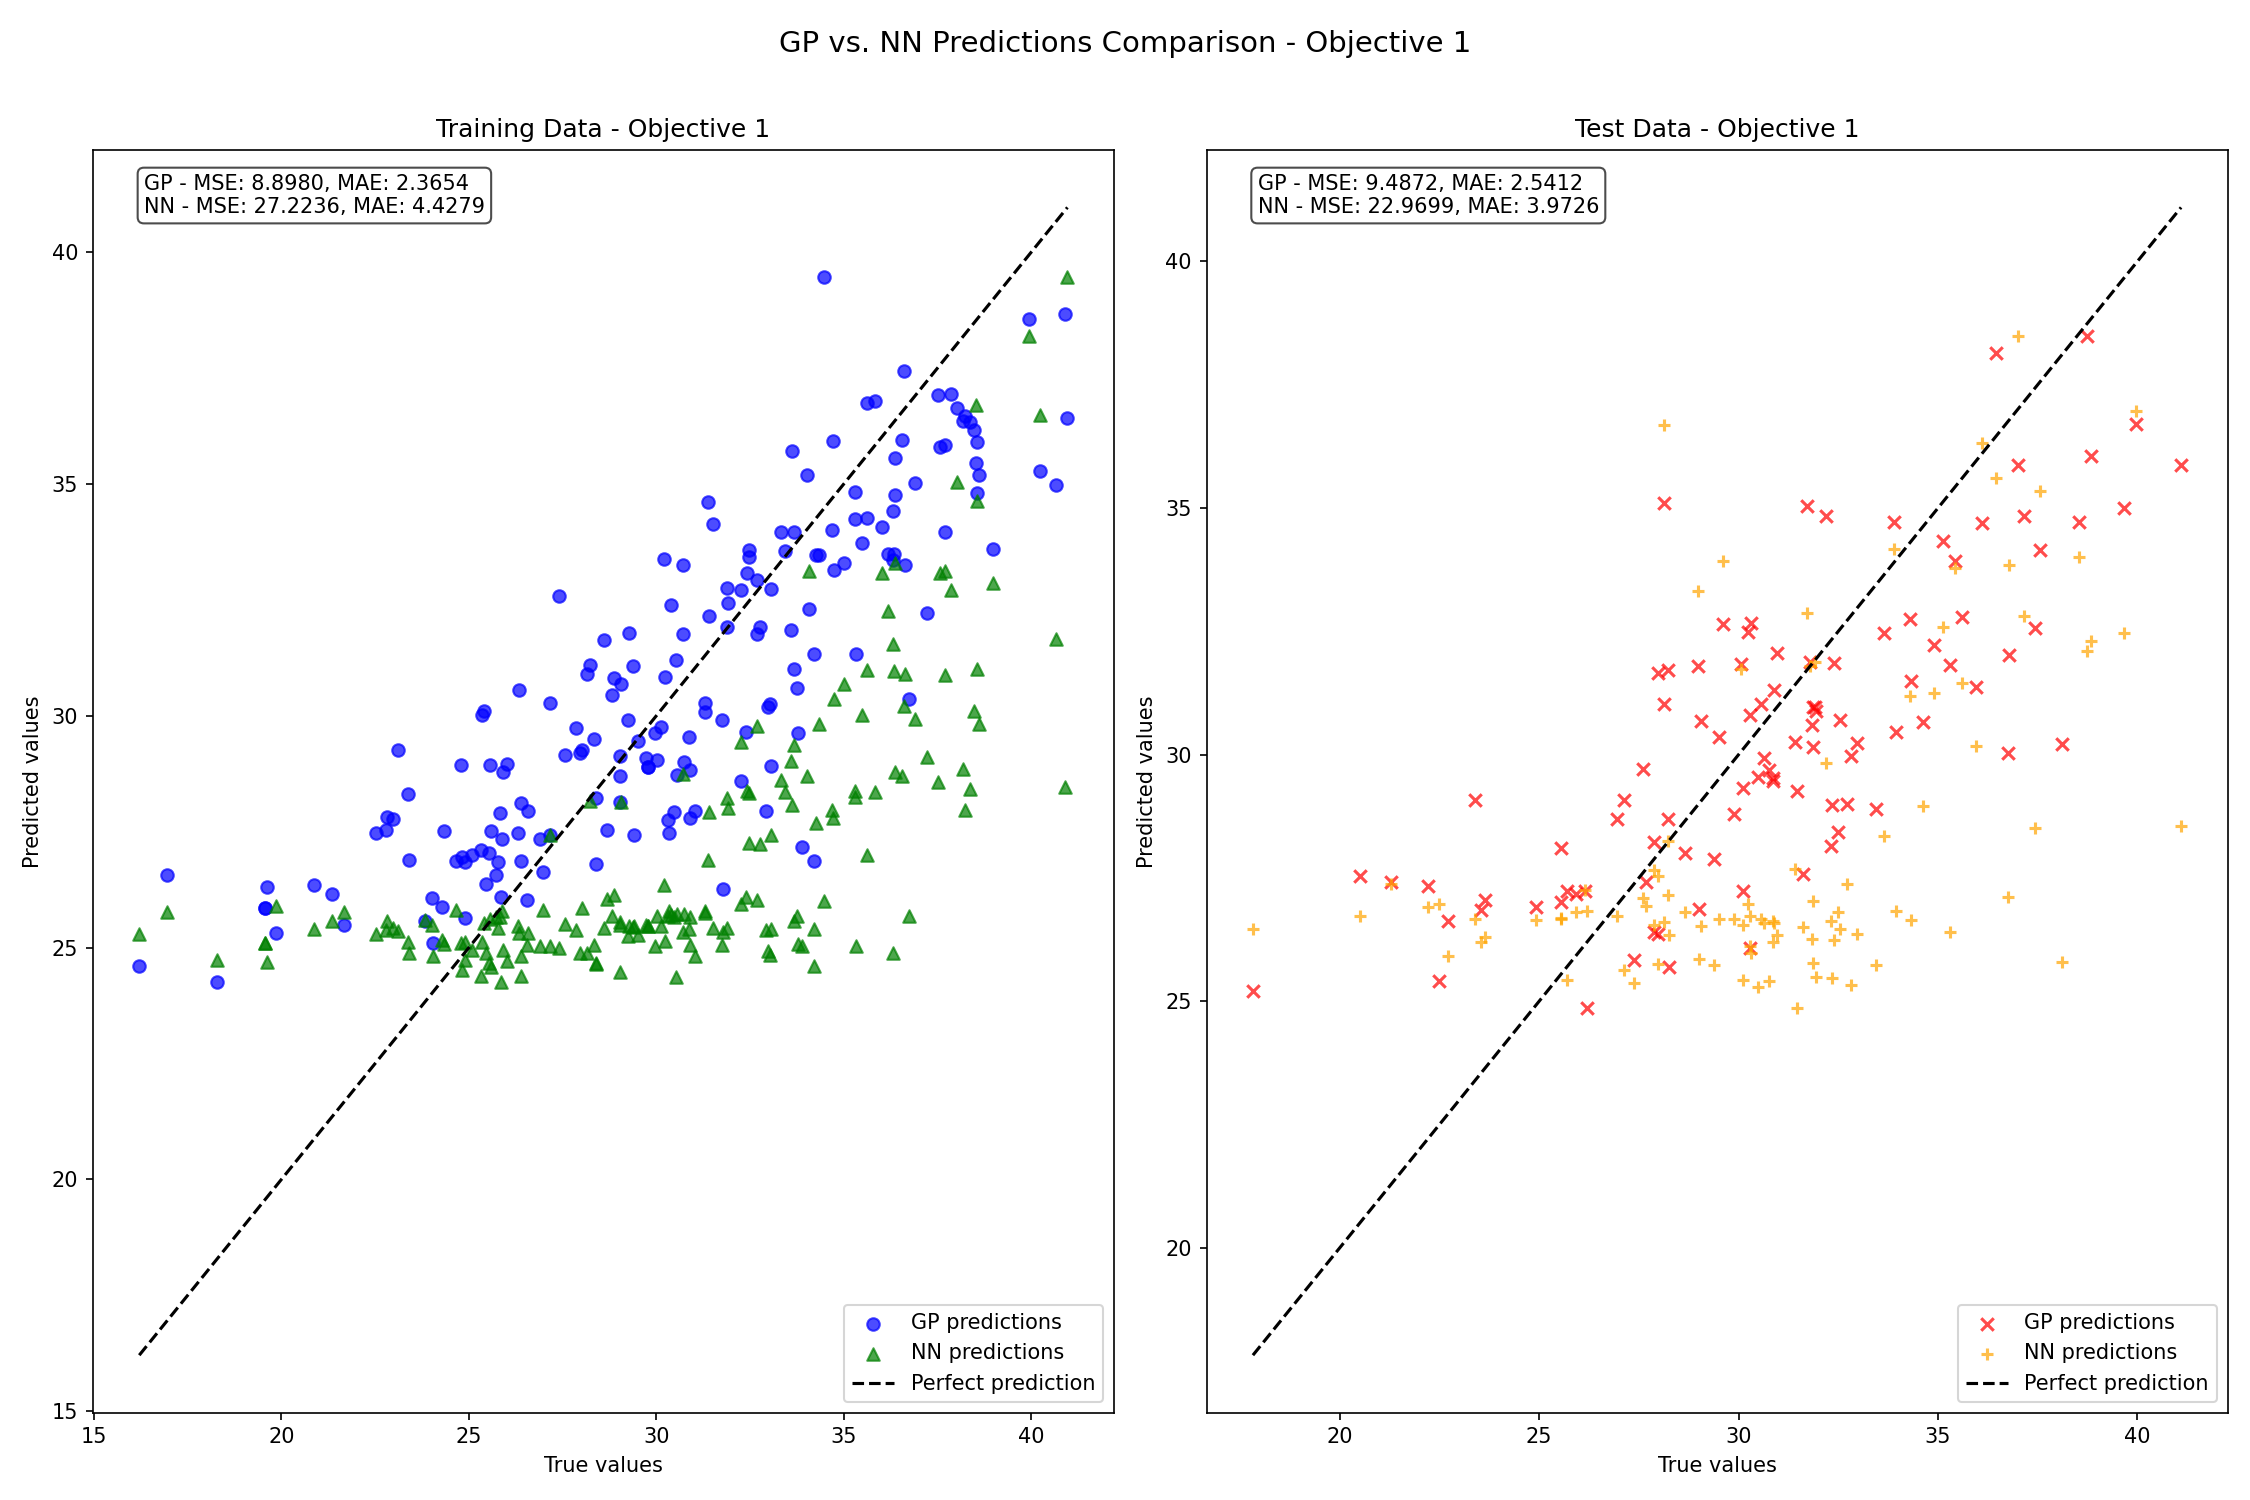 GP vs. NN Predictions Comparison - Objective 1
Training Data - Objective 1
GP - MSE: 8.8980, MAE: 2.3654
NN - MSE: 27.2236, MAE: 4.4279
Predicted values
40
35
30
25
20
15
GP predictions
NN predictions
Perfect prediction
15 20 25 30 35 40
True values
Test Data - Objective 1
GP - MSE: 9.4872, MAE: 2.5412
NN - MSE: 22.9699, MAE: 3.9726
Predicted values
40
35
30
25
20
GP predictions
NN predictions
Perfect prediction
20 25 30 35 40
True values